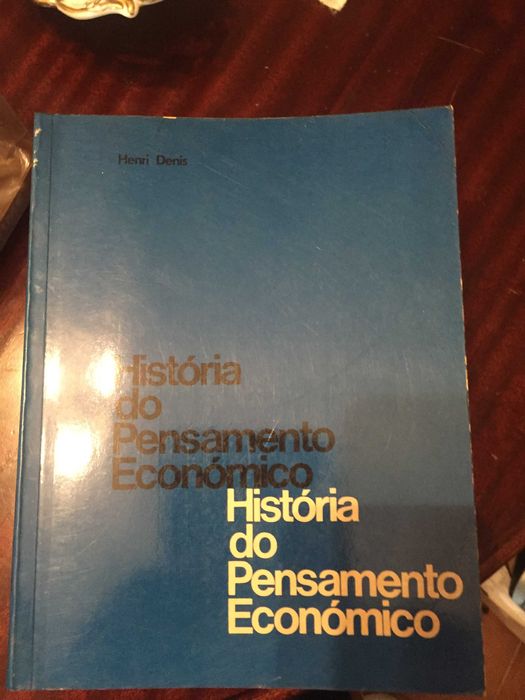 Henri Denis
História
do
Pensamento
Económico
História
do
Pensamento
Económico